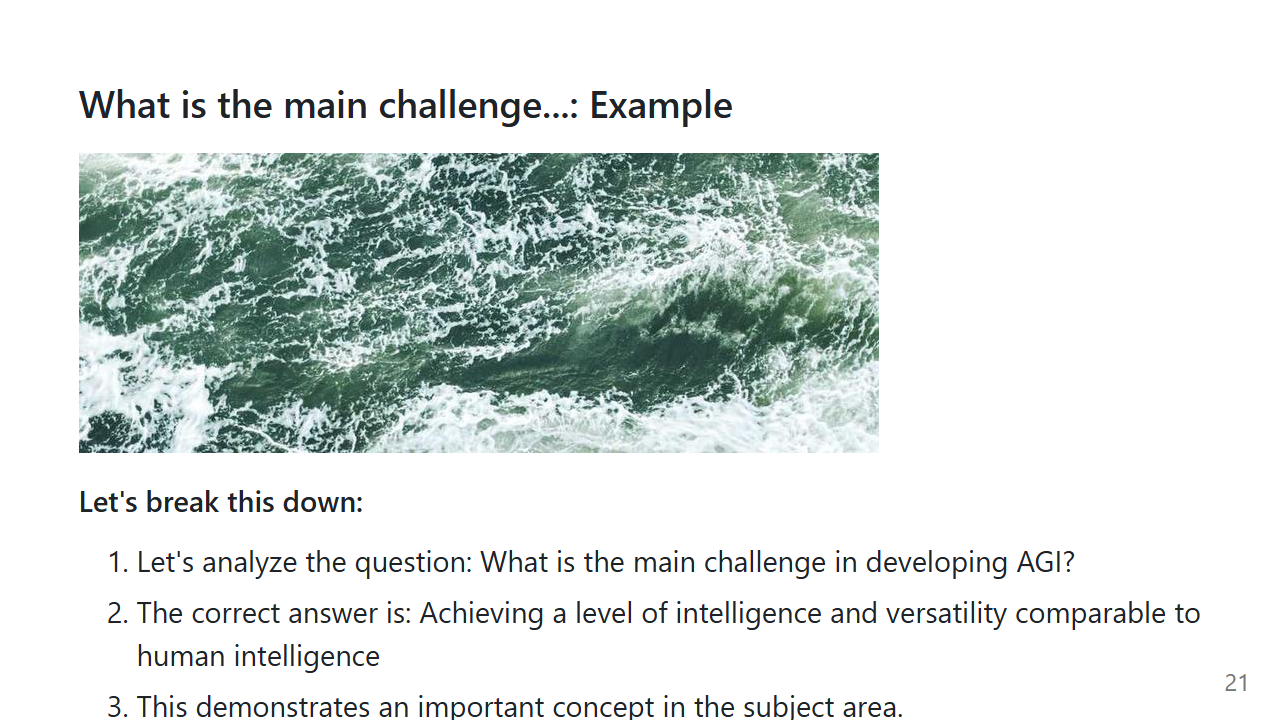 What is the main challenge...: Example
Let's break this down:
1. Let's analyze the question: What is the main challenge in developing AGI?
2. The correct answer is: Achieving a level of intelligence and versatility comparable to
human intelligence
3. This demonstrates an important concept in the subject area.
21